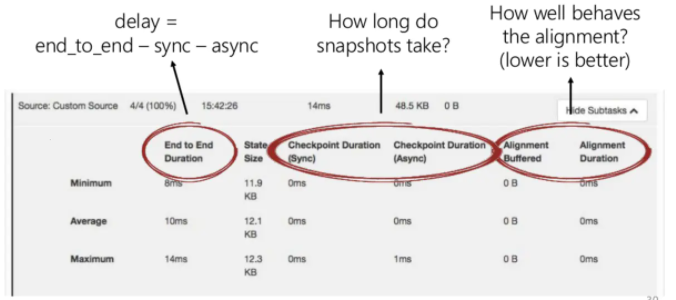 delay =
end_to_end – sync – async
How long do
snapshots take?
How well behaves
the alignment?
(lower is better)
Source: Custom Source 4/4 (100%) 15:42:26 14ms 48.5 KB 0 B Hide Subtasks
End to End Duration State Size Checkpoint Duration (Sync) Checkpoint Duration (Async) Alignment Buffered Alignment Duration
Minimum 8ms 11.9 KB 0ms 0ms 0 B 0ms
Average 10ms 12.1 KB 0ms 0ms 0 B 0ms
Maximum 14ms 12.3 KB 0ms 1ms 0 B 0ms